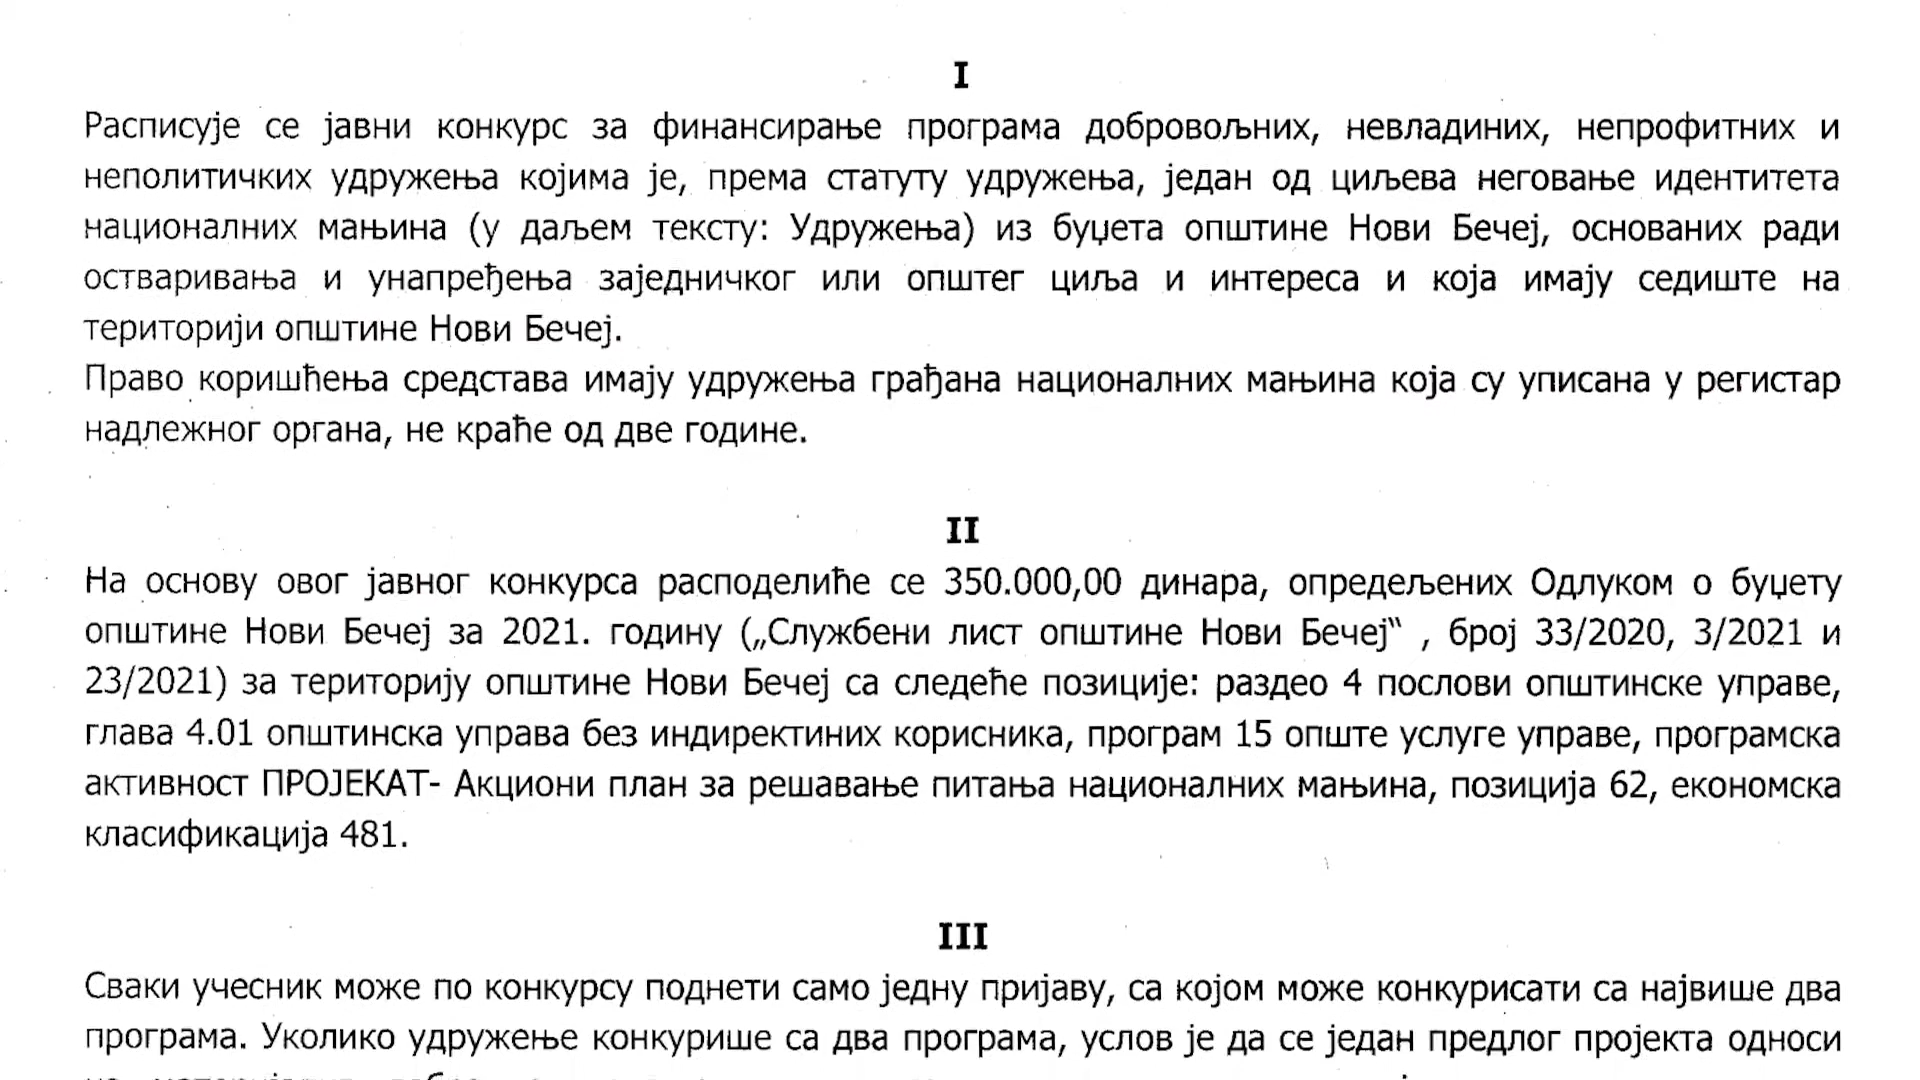 I
Расписује се јавни конкурс за финансирање програма добровољних, невладиних, непрофитних и
неполитичких удружења којима је, према статуту удружења, један од циљева неговање идентитета
националних мањина (у даљем тексту: Удружења) из буџета општине Нови Бечеј, основаних ради
остваривања и унапређења заједничког или општег циља и интереса и која имају седиште на
територији општине Нови Бечеј.
Право коришћења средстава имају удружења грађана националних мањина која су уписана у регистар
надлежног органа, не краће од две године.
II
На основу овог јавног конкурса расподелиће се 350.000,00 динара, опредељених Одлуком о буџету
општине Нови Бечеј за 2021. годину („Службени лист општине Нови Бечеј“ , број 33/2020, 3/2021 и
23/2021) за територију општине Нови Бечеј са следеће позиције: раздео 4 послови општинске управе,
глава 4.01 општинска управа без индиректиних корисника, програм 15 опште услуге управе, програмска
активност ПРОЈЕКАТ- Акциони план за решавање питања националних мањина, позиција 62, економска
класификација 481.
III
Сваки учесник може по конкурсу поднети само једну пријаву, са којом може конкурисати са највише два
програма. Уколико удружење конкурише са два програма, услов је да се један предлог пројекта односи